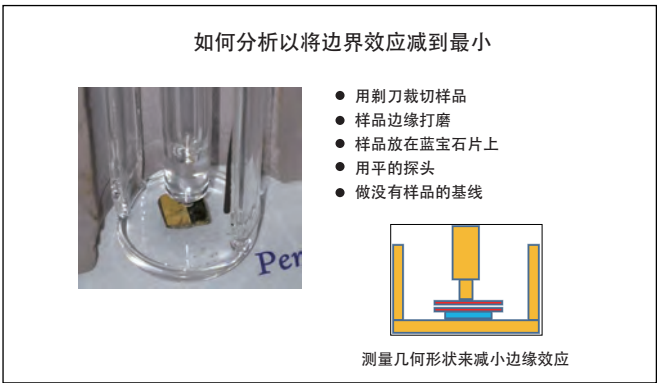 如何分析以将边界效应减到最小
● 用剃刀裁切样品
● 样品边缘打磨
● 样品放在蓝宝石片上
● 用平的探头
● 做没有样品的基线
Per
测量几何形状来减小边缘效应